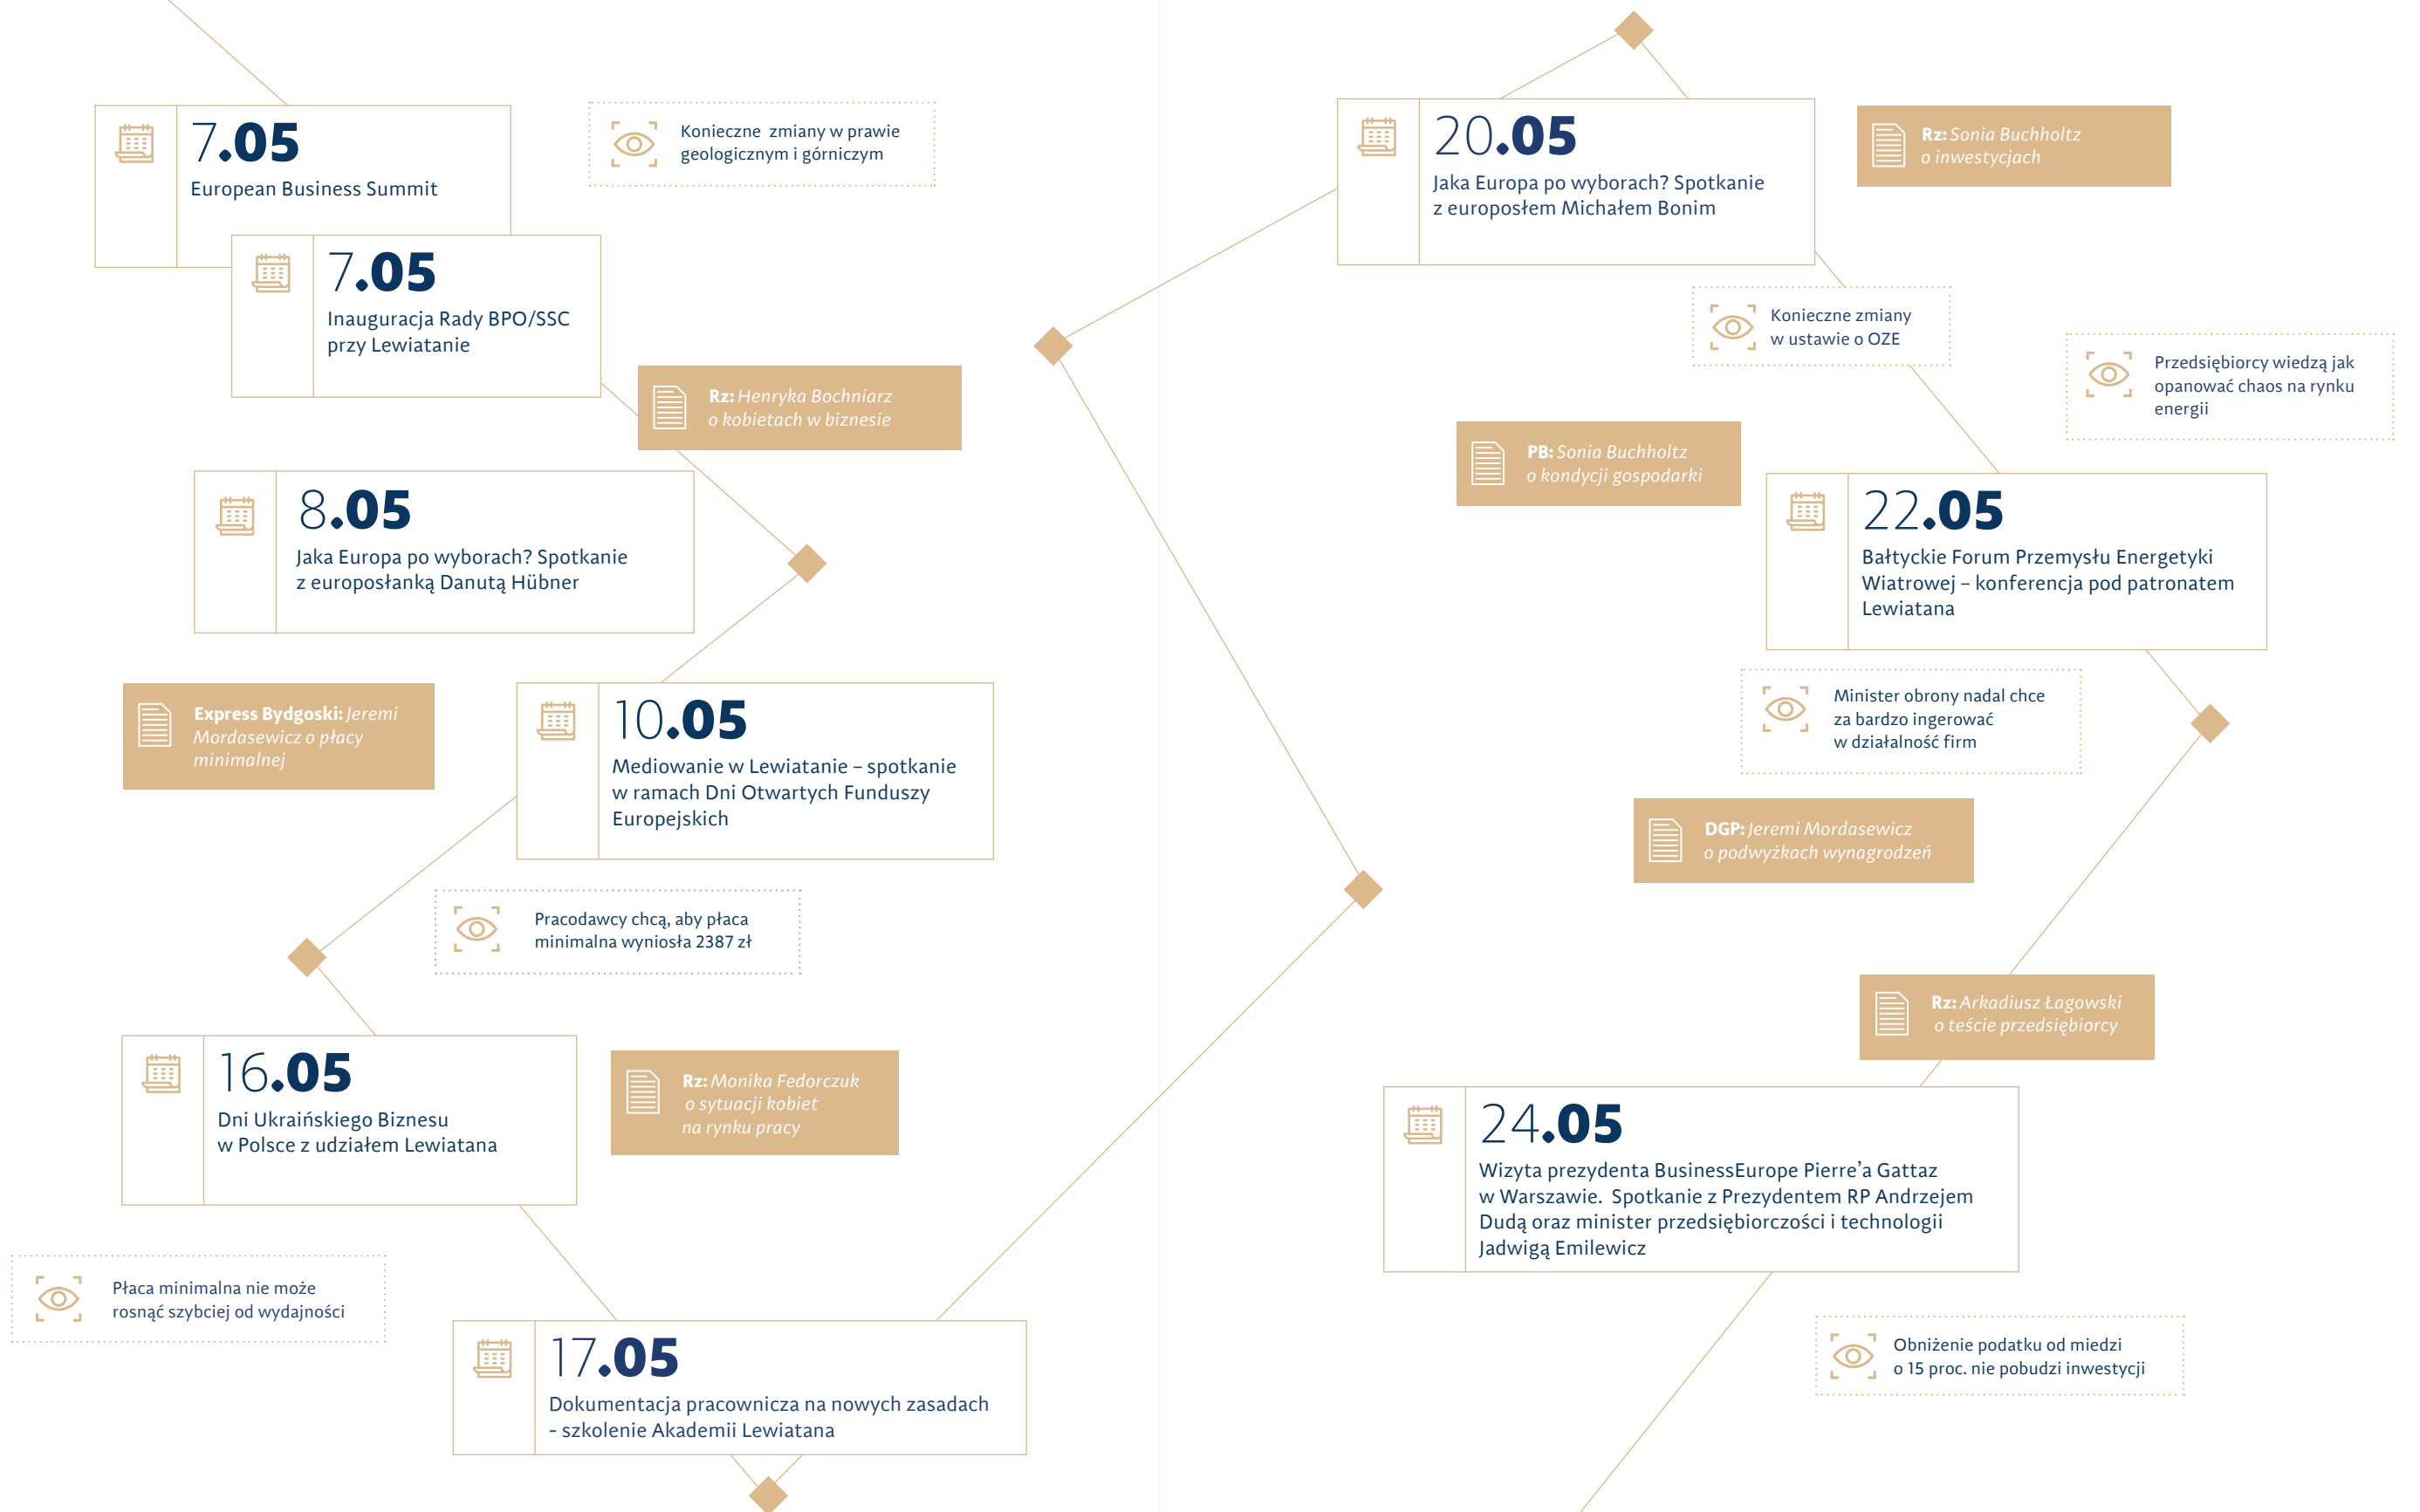 7.05
European Business Summit
Konieczne zmiany w prawie
geologicznym i górniczym
7.05
Inauguracja Rady BPO/SSC
przy Lewiatanie
Rz: Henryka Bochniarz
o kobietach w biznesie
8.05
Jaka Europa po wyborach? Spotkanie
z europosłanką Danutą Hübner
Express Bydgoski: Jeremi
Mordasewicz o płacy
minimalnej
10.05
Mediowanie w Lewiatanie – spotkanie
w ramach Dni Otwartych Funduszy
Europejskich
Pracodawcy chcą, aby płaca
minimalna wyniosła 2387 zł
16.05
Dni Ukraińskiego Biznesu
w Polsce z udziałem Lewiatana
Rz: Monika Fedorczuk
o sytuacji kobiet
na rynku pracy
Płaca minimalna nie może
rosnąć szybciej od wydajności
17.05
Dokumentacja pracownicza na nowych zasadach
- szkolenie Akademii Lewiatana
20.05
Jaka Europa po wyborach? Spotkanie
z europosłem Michałem Bonim
Rz: Sonia Buchholtz
o inwestycjach
Konieczne zmiany
w ustawie o OZE
Przedsiębiorcy wiedzą jak
opanować chaos na rynku
energii
PB: Sonia Buchholtz
o kondycji gospodarki
22.05
Bałtyckie Forum Przemysłu Energetyki
Wiatrowej – konferencja pod patronatem
Lewiatana
Minister obrony nadal chce
za bardzo ingerować
w działalność firm
DGP: Jeremi Mordasewicz
o podwyżkach wynagrodzeń
Rz: Arkadiusz Łagowski
o teście przedsiębiorcy
24.05
Wizyta prezydenta BusinessEurope Pierre’a Gattaz
w Warszawie. Spotkanie z Prezydentem RP Andrzejem
Dudą oraz minister przedsiębiorczości i technologii
Jadwigą Emilewicz
Obniżenie podatku od miedzi
o 15 proc. nie pobudzi inwestycji